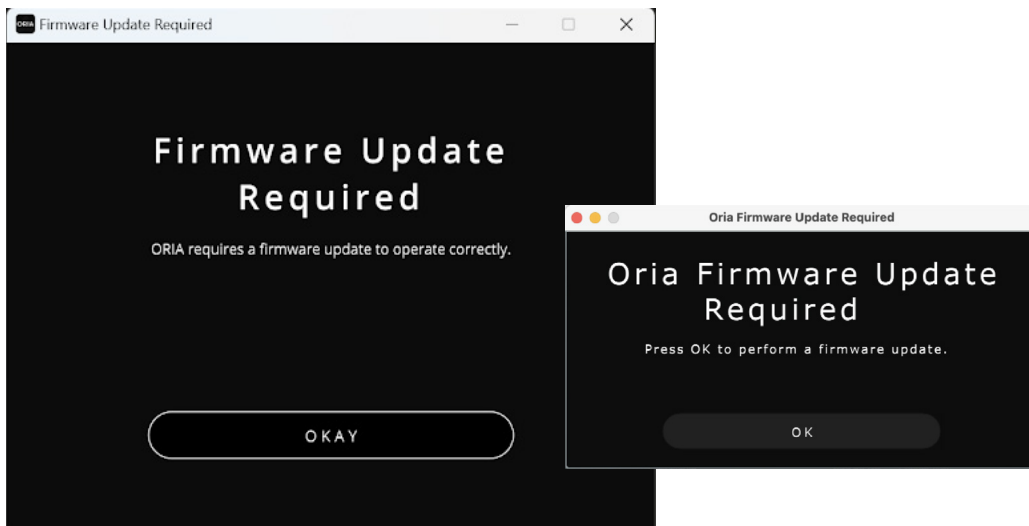 ORIA
Firmware Update Required
Firmware Update
Required
ORIA requires a firmware update to operate correctly.
OKAY
Oria Firmware Update Required
Oria Firmware Update
Required
Press OK to perform a firmware update.
OK